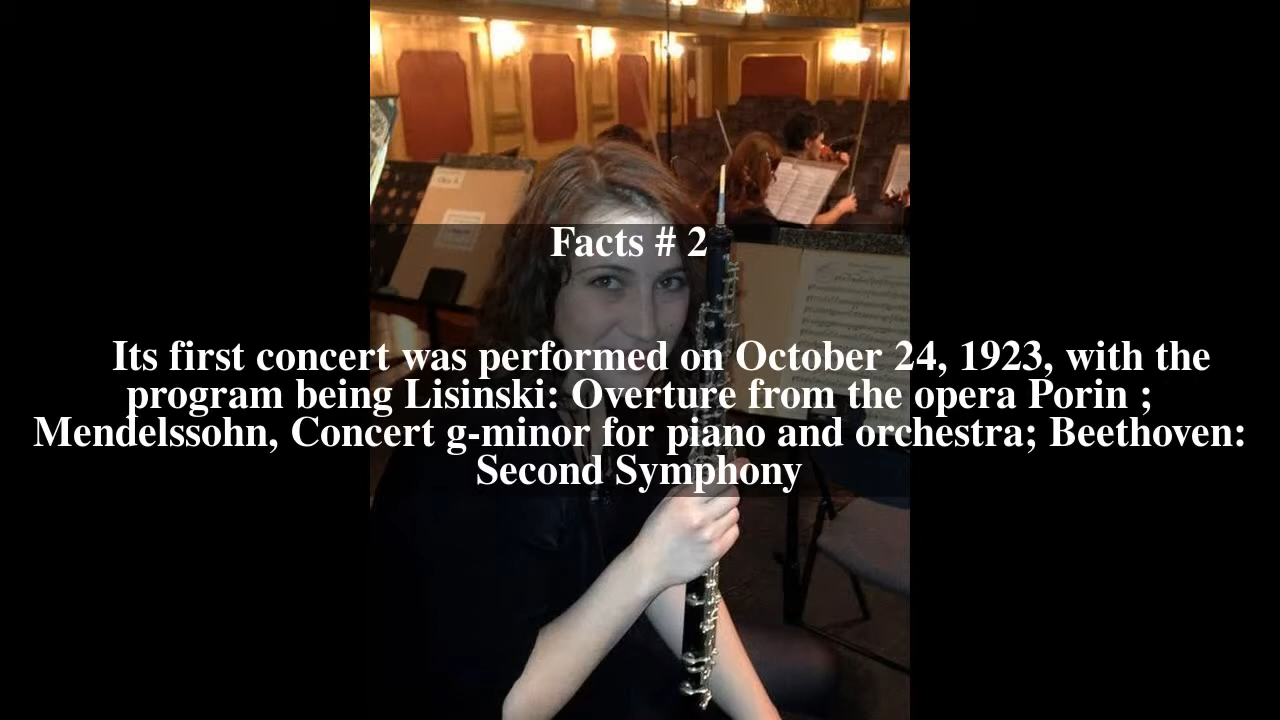 Facts # 2
Its first concert was performed on October 24, 1923, with the
program being Lisinski: Overture from the opera Porin ;
Mendelssohn, Concert g-minor for piano and orchestra; Beethoven:
Second Symphony